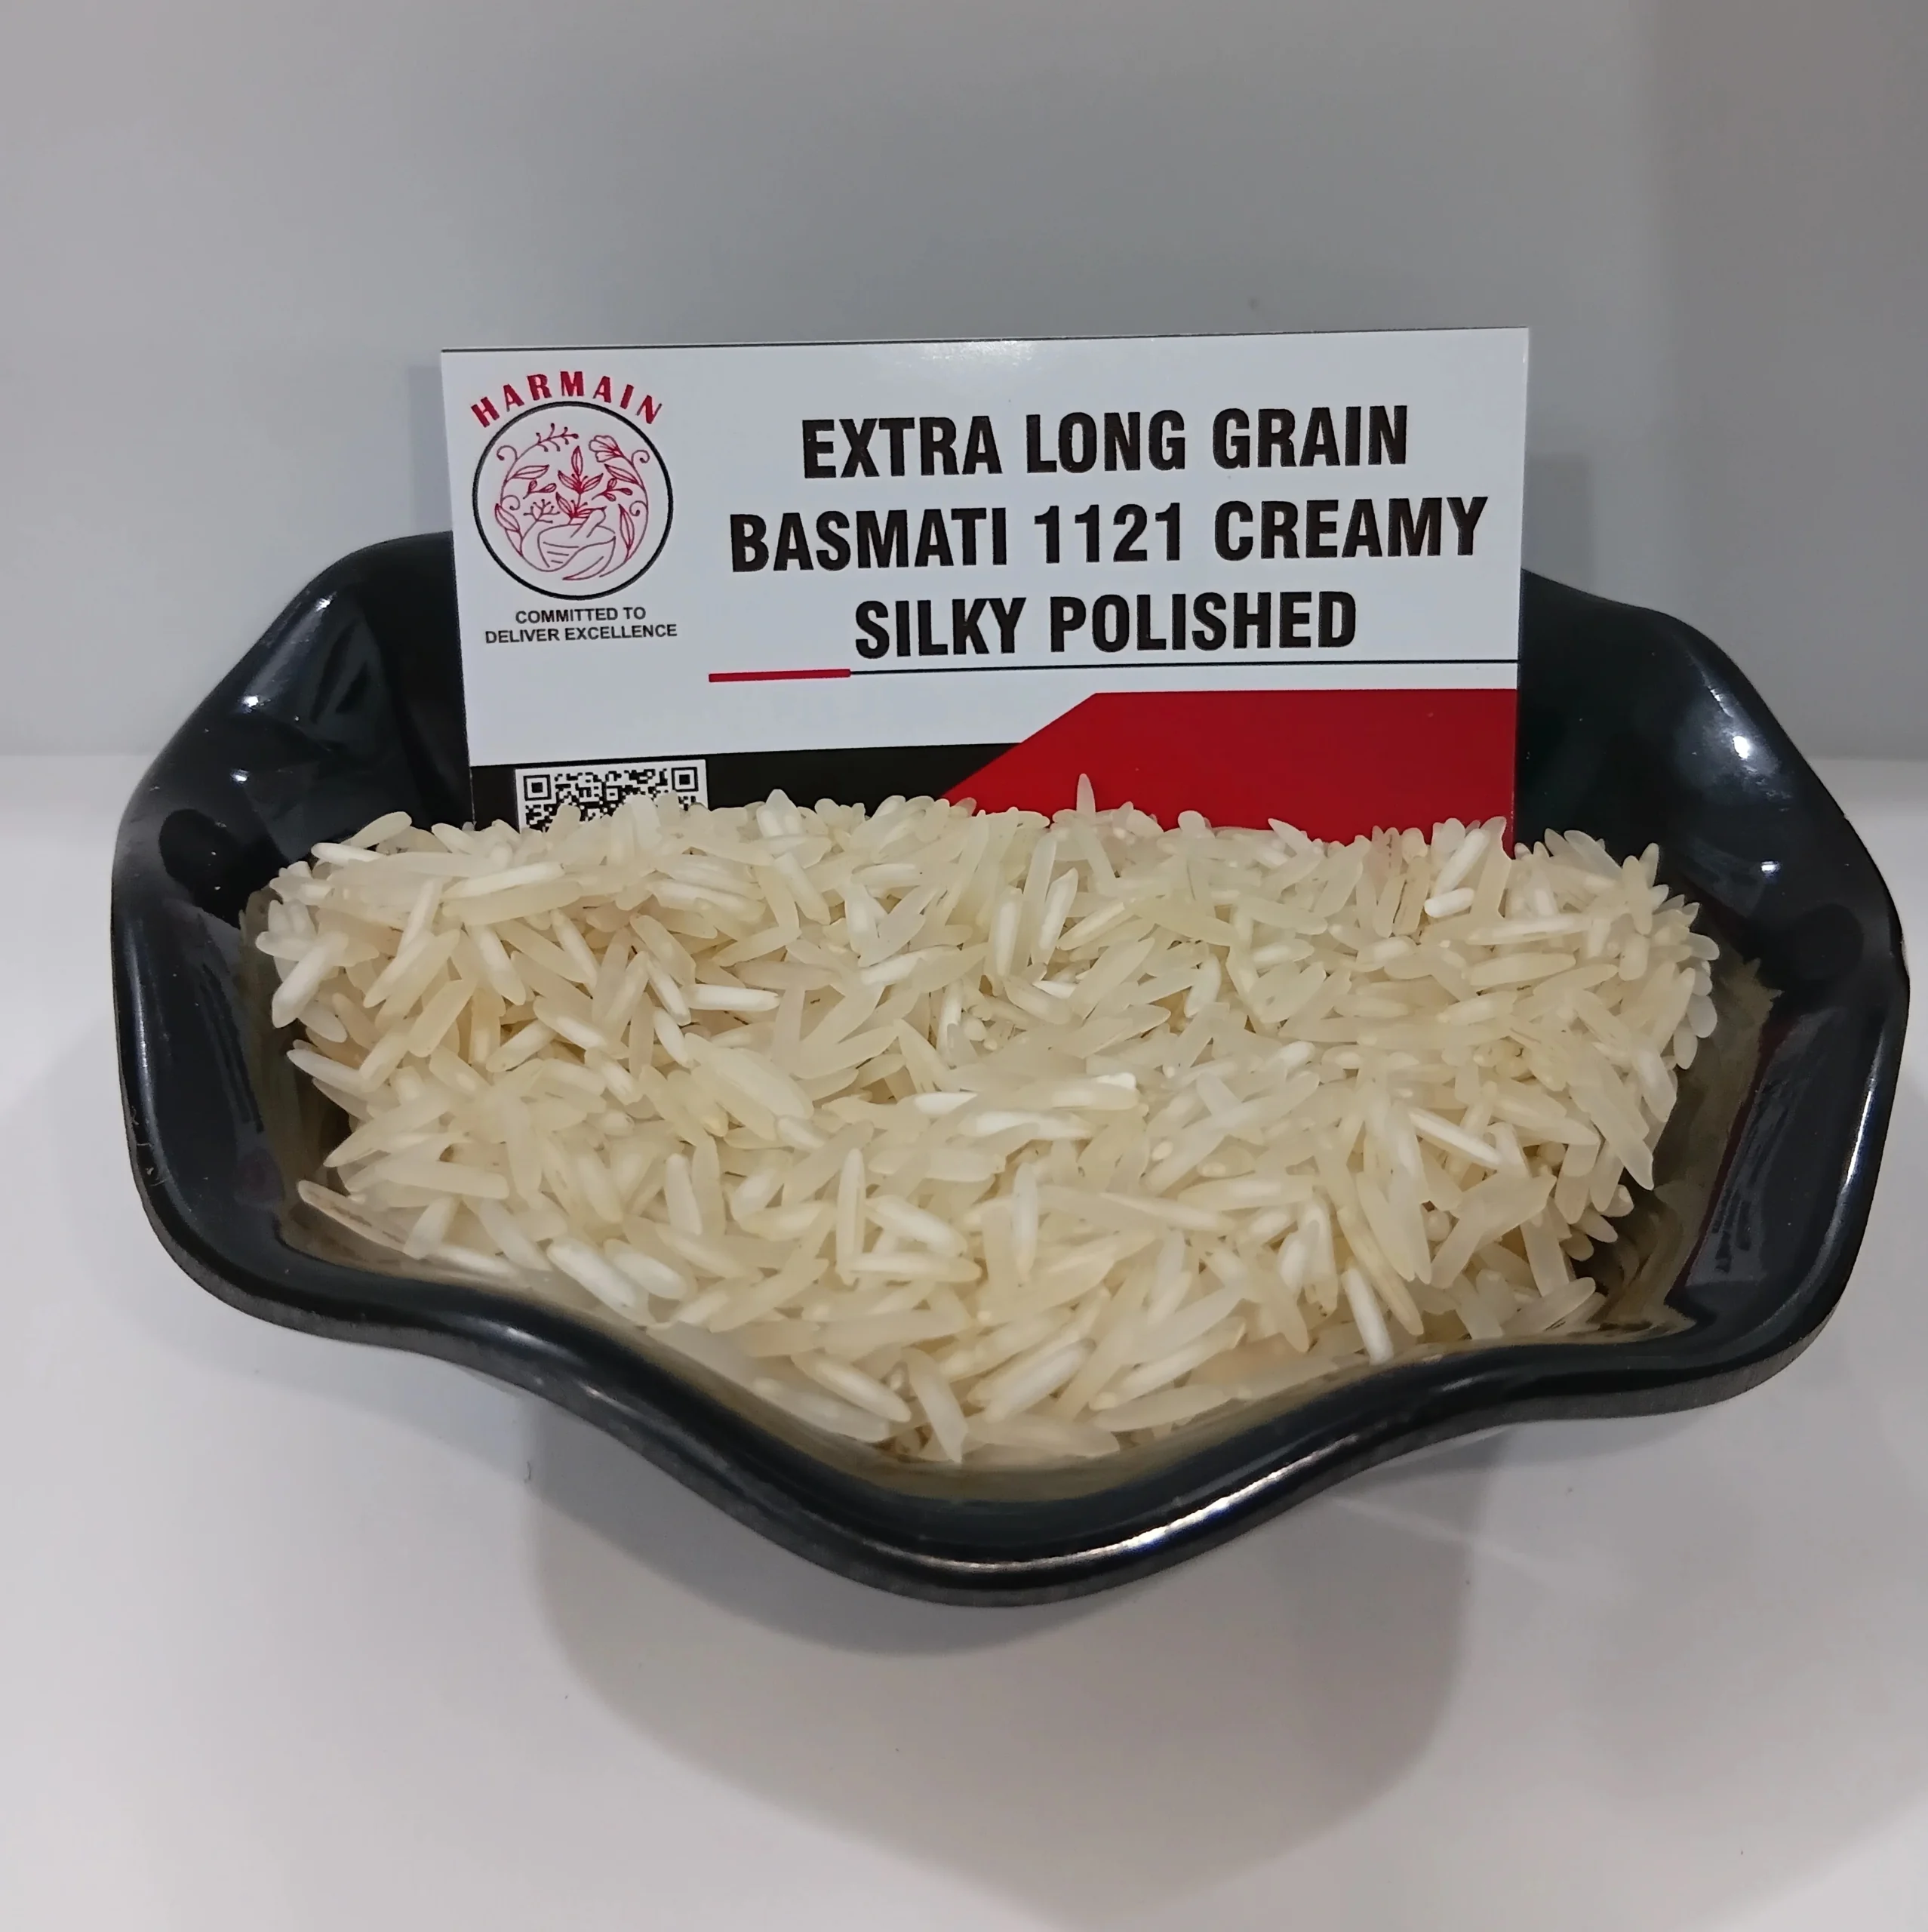 HARMAIN
COMMITTED TO
DELIVER EXCELLENCE
EXTRA LONG GRAIN
BASMATI 1121 CREAMY
SILKY POLISHED